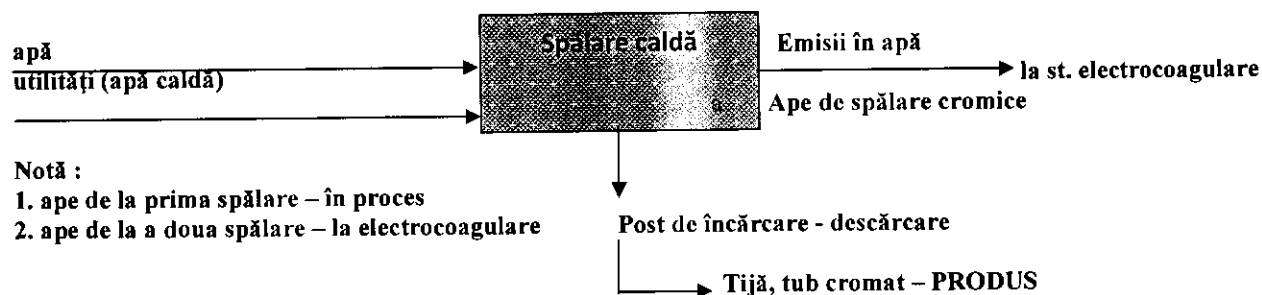 apă
utilități (apă caldă)
Spălare caldă
Emisii în apă
la st. electrocoagulare
Ape de spălare cromice
Notă :
1. ape de la prima spălare – în proces
2. ape de la a doua spălare – la electrocoagulare
Post de încărcare - descărcare
Tijă, tub cromat – PRODUS